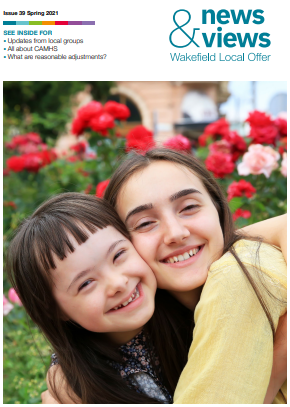 Issue 39 Spring 2021
SEE INSIDE FOR
• Updates from local groups
• All about CAMHS
• What are reasonable adjustments?
news
& views
Wakefield Local Offer